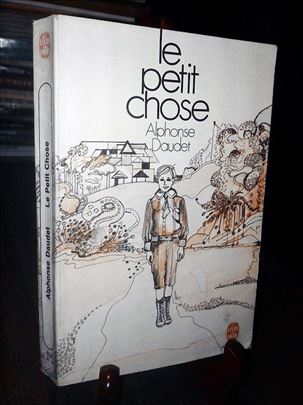 le
petit
chose
Alphonse
Daudet
Alphonse Daudet Le Petit Chose